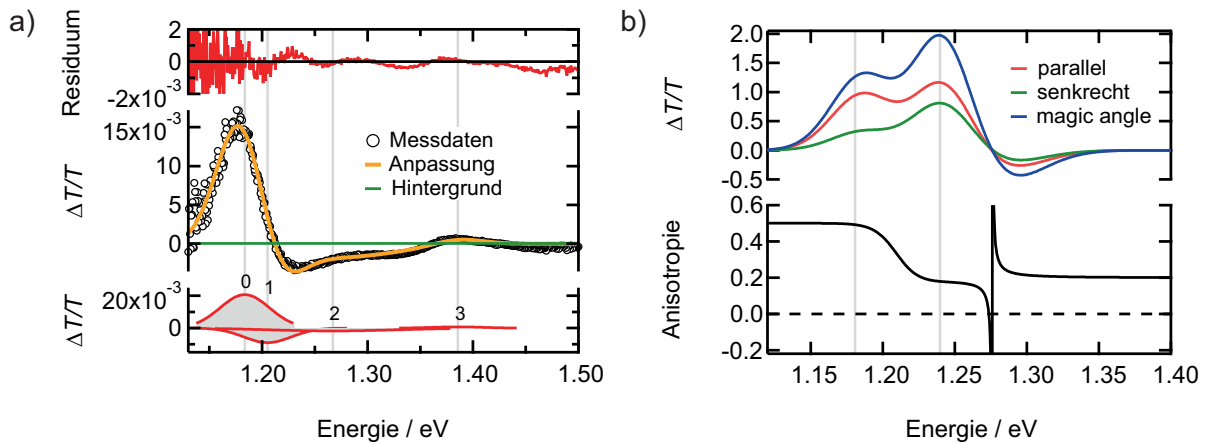 a)
Residuum
2
0
-2x10⁻³
ΔT/T
15x10⁻³
10
5
0
Messdaten
Anpassung
Hintergrund
ΔT/T
20x10⁻³
0
0
1
2
3
1.20
1.30
1.40
1.50
Energie / eV
b)
ΔT/T
2.0
1.5
1.0
0.5
0.0
-0.5
parallel
senkrecht
magic angle
Anisotropie
0.6
0.4
0.2
0.0
-0.2
1.15
1.20
1.25
1.30
1.35
1.40
Energie / eV